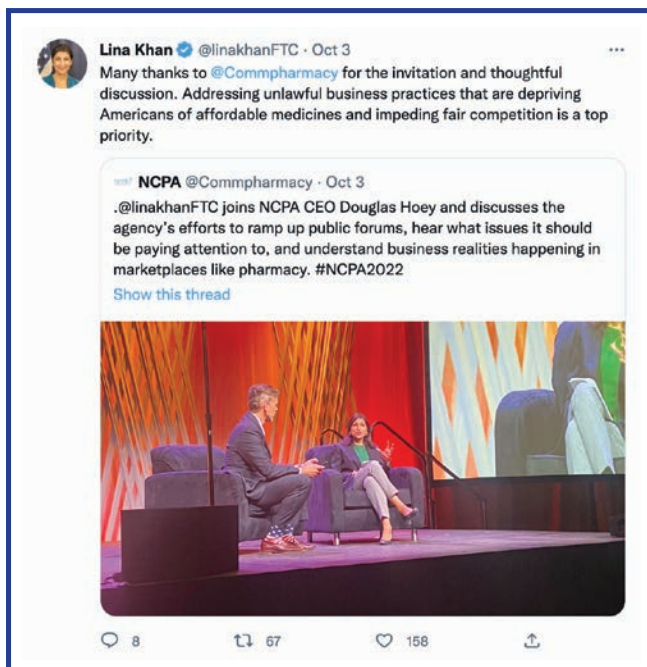 Lina Khan @linakhanFTC · Oct 3
Many thanks to @Commpharmacy for the invitation and thoughtful
discussion. Addressing unlawful business practices that are depriving
Americans of affordable medicines and impeding fair competition is a top
priority.
NCPA @Commpharmacy · Oct 3
.@linakhanFTC joins NCPA CEO Douglas Hoey and discusses the
agency's efforts to ramp up public forums, hear what issues it should
be paying attention to, and understand business realities happening in
marketplaces like pharmacy. #NCPA2022
Show this thread
8 67 158